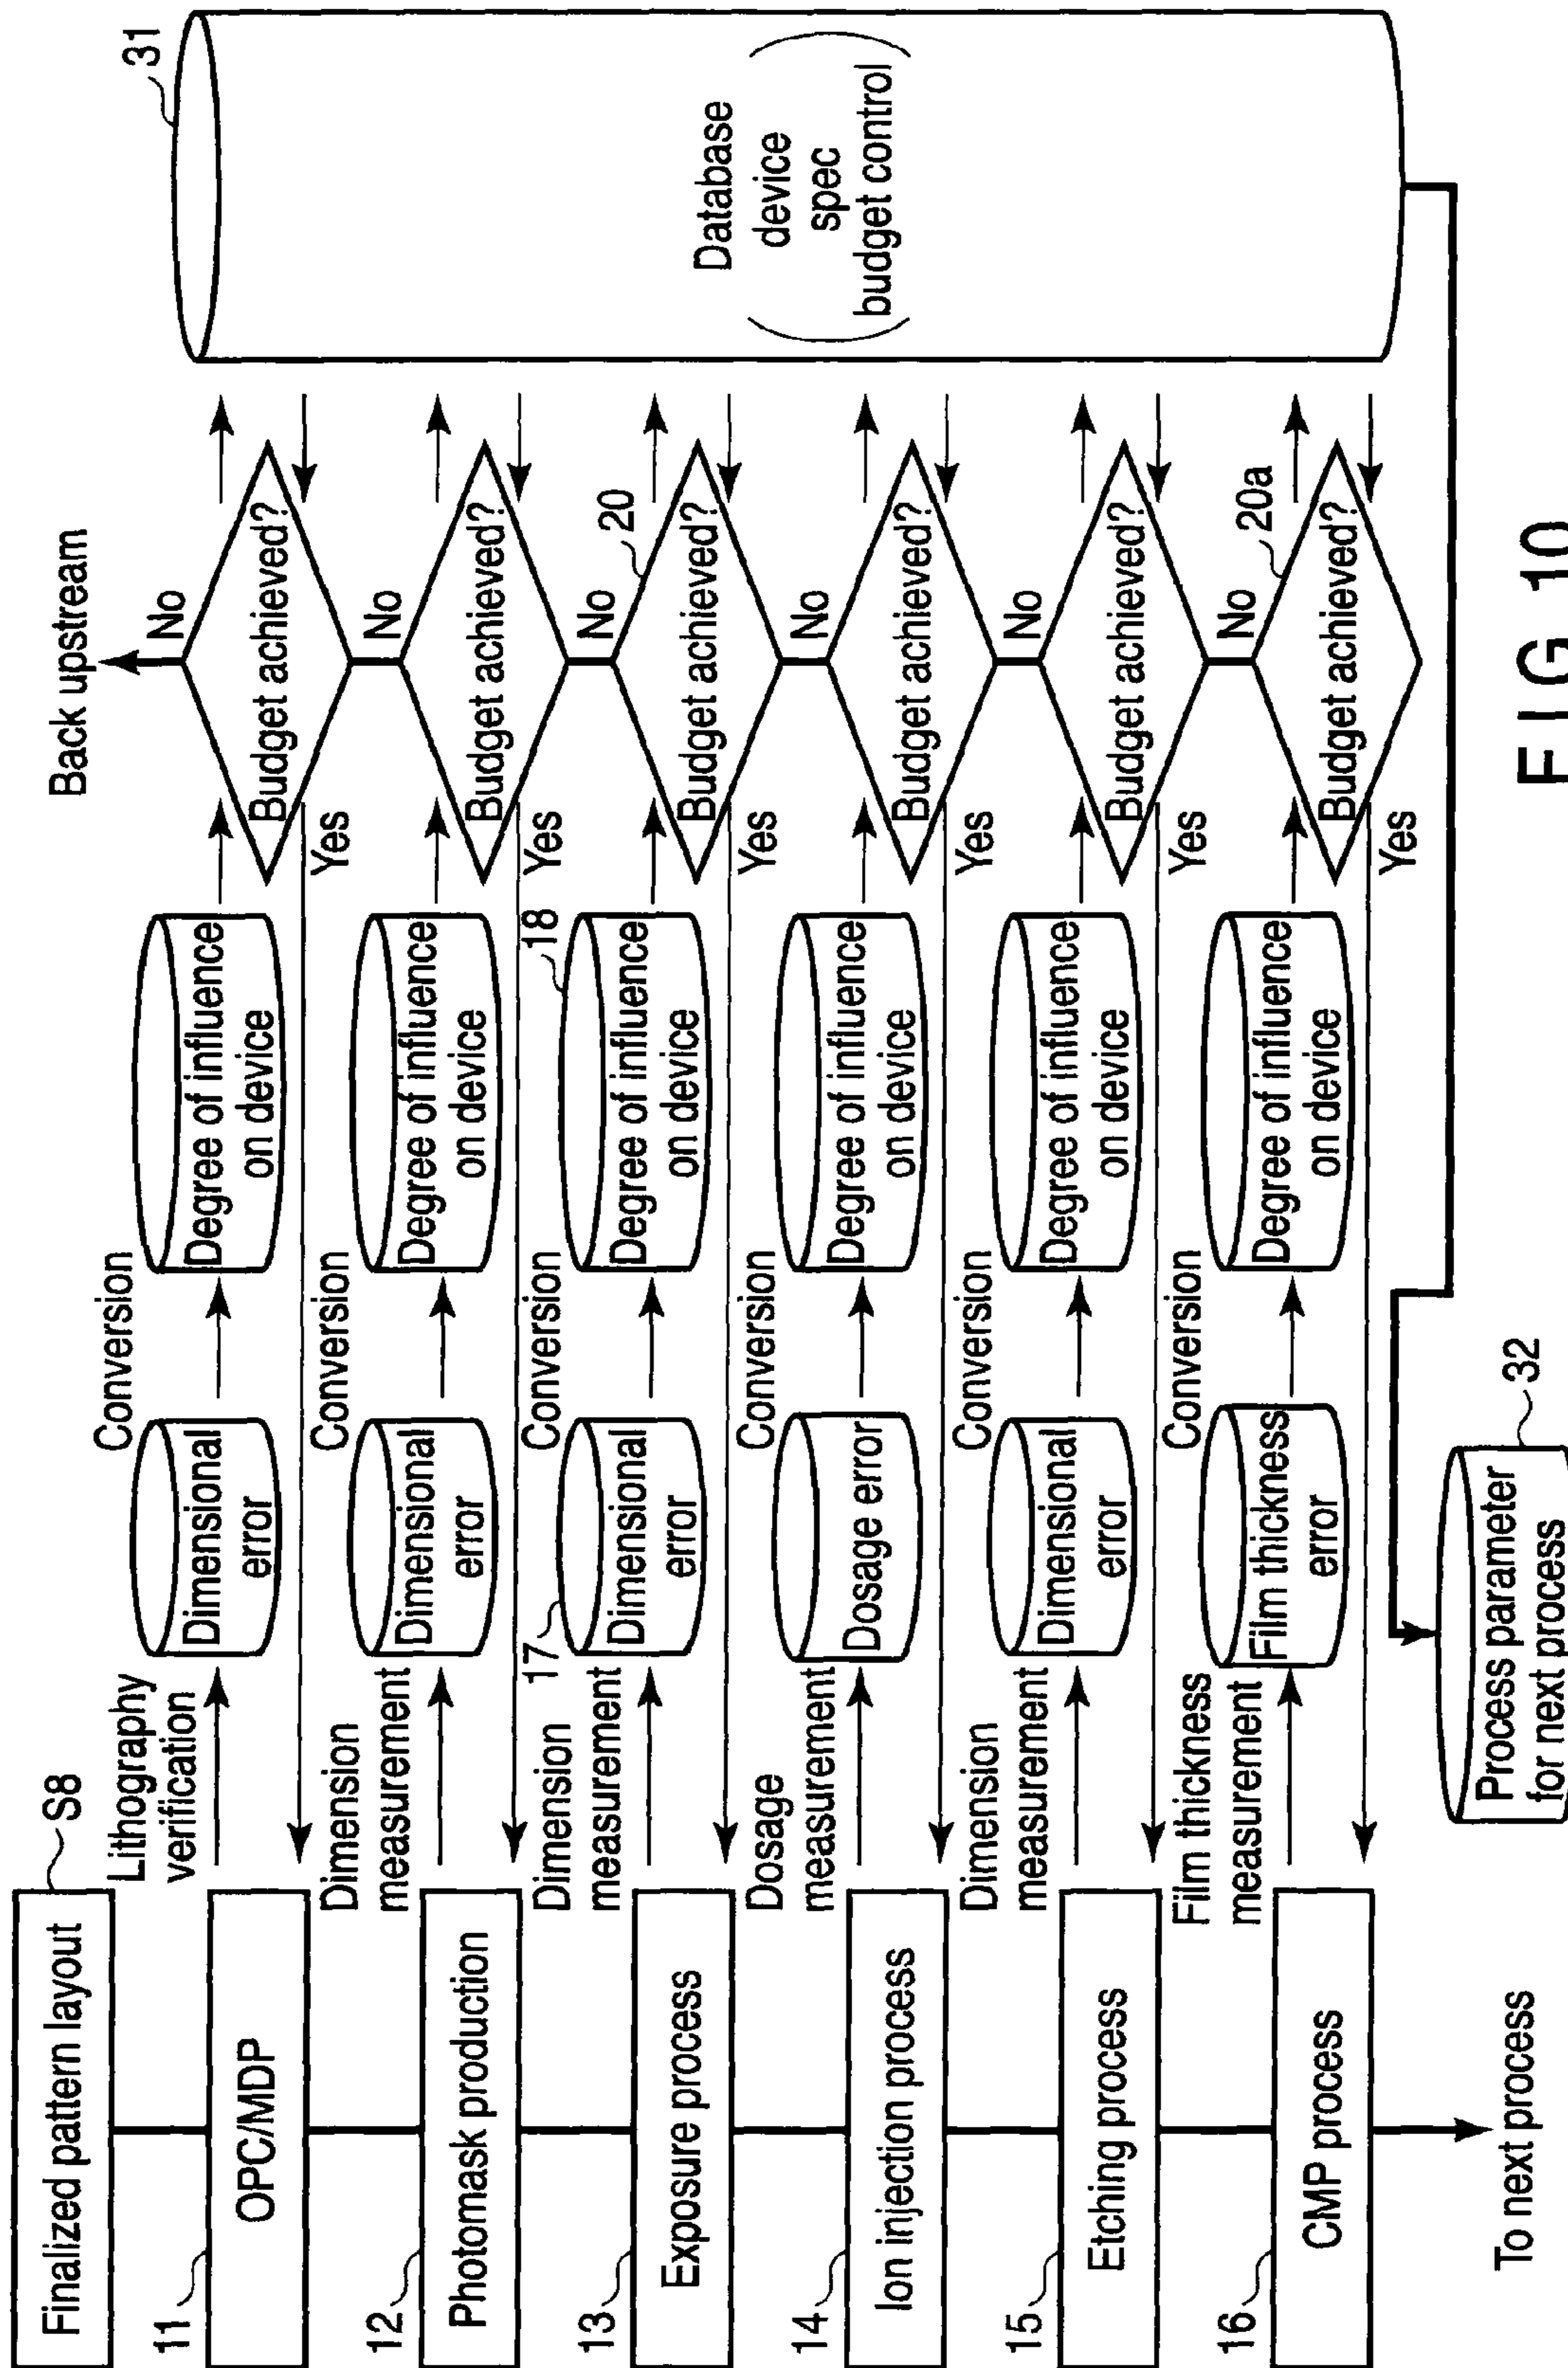 Finalized pattern layout
S8
11
OPC/MDP
Lithography
verification
Dimensional
error
Conversion
Degree of influence
on device
Budget achieved?
No
Yes
Back upstream
12
Photomask production
Dimension
measurement
Dimensional
error
Conversion
Degree of influence
on device
Budget achieved?
No
Yes
13
Exposure process
Dimension
measurement
17
Dimensional
error
Conversion
18
Degree of influence
on device
Budget achieved?
No
20
Yes
14
Ion injection process
Dosage
measurement
Dosage error
Conversion
Degree of influence
on device
Budget achieved?
No
Yes
15
Etching process
Dimension
measurement
Dimensional
error
Conversion
Degree of influence
on device
Budget achieved?
No
Yes
16
CMP process
Film thickness
measurement
Film thickness
error
Conversion
Degree of influence
on device
Budget achieved?
No
20a
Yes
31
Database
( device
spec
budget control )
To next process
Process parameter
for next process
32
FIG. 10